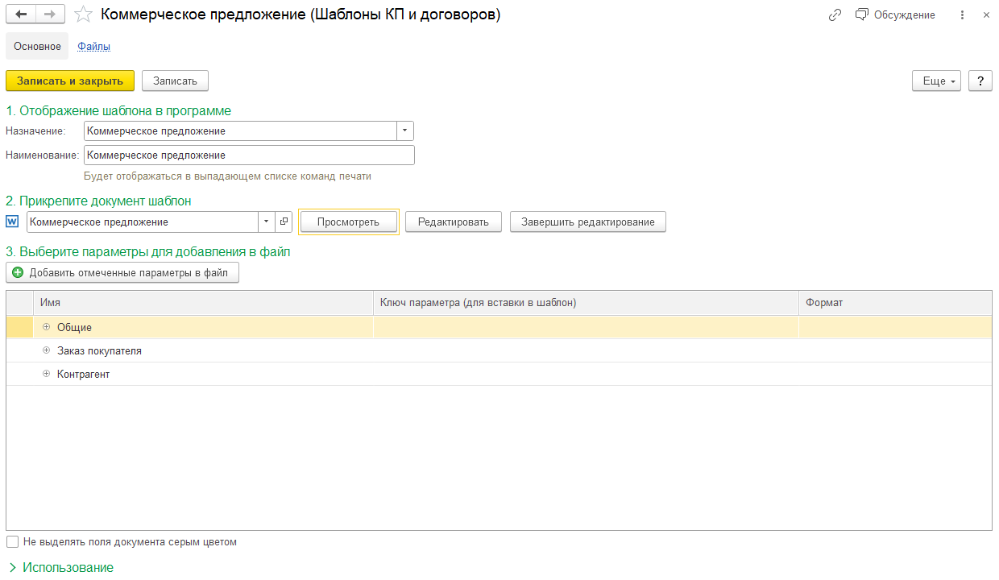 Коммерческое предложение (Шаблоны КП и договоров)
Обсуждение
Основное Файлы
Записать и закрыть Записать Еще ?
1. Отображение шаблона в программе
Назначение: Коммерческое предложение
Наименование: Коммерческое предложение
Будет отображаться в выпадающем списке команд печати
2. Прикрепите документ шаблон
W Коммерческое предложение Просмотреть Редактировать Завершить редактирование
3. Выберите параметры для добавления в файл
Добавить отмеченные параметры в файл
Имя Ключ параметра (для вставки в шаблон) Формат
Общие
Заказ покупателя
Контрагент
Не выделять поля документа серым цветом
Использование